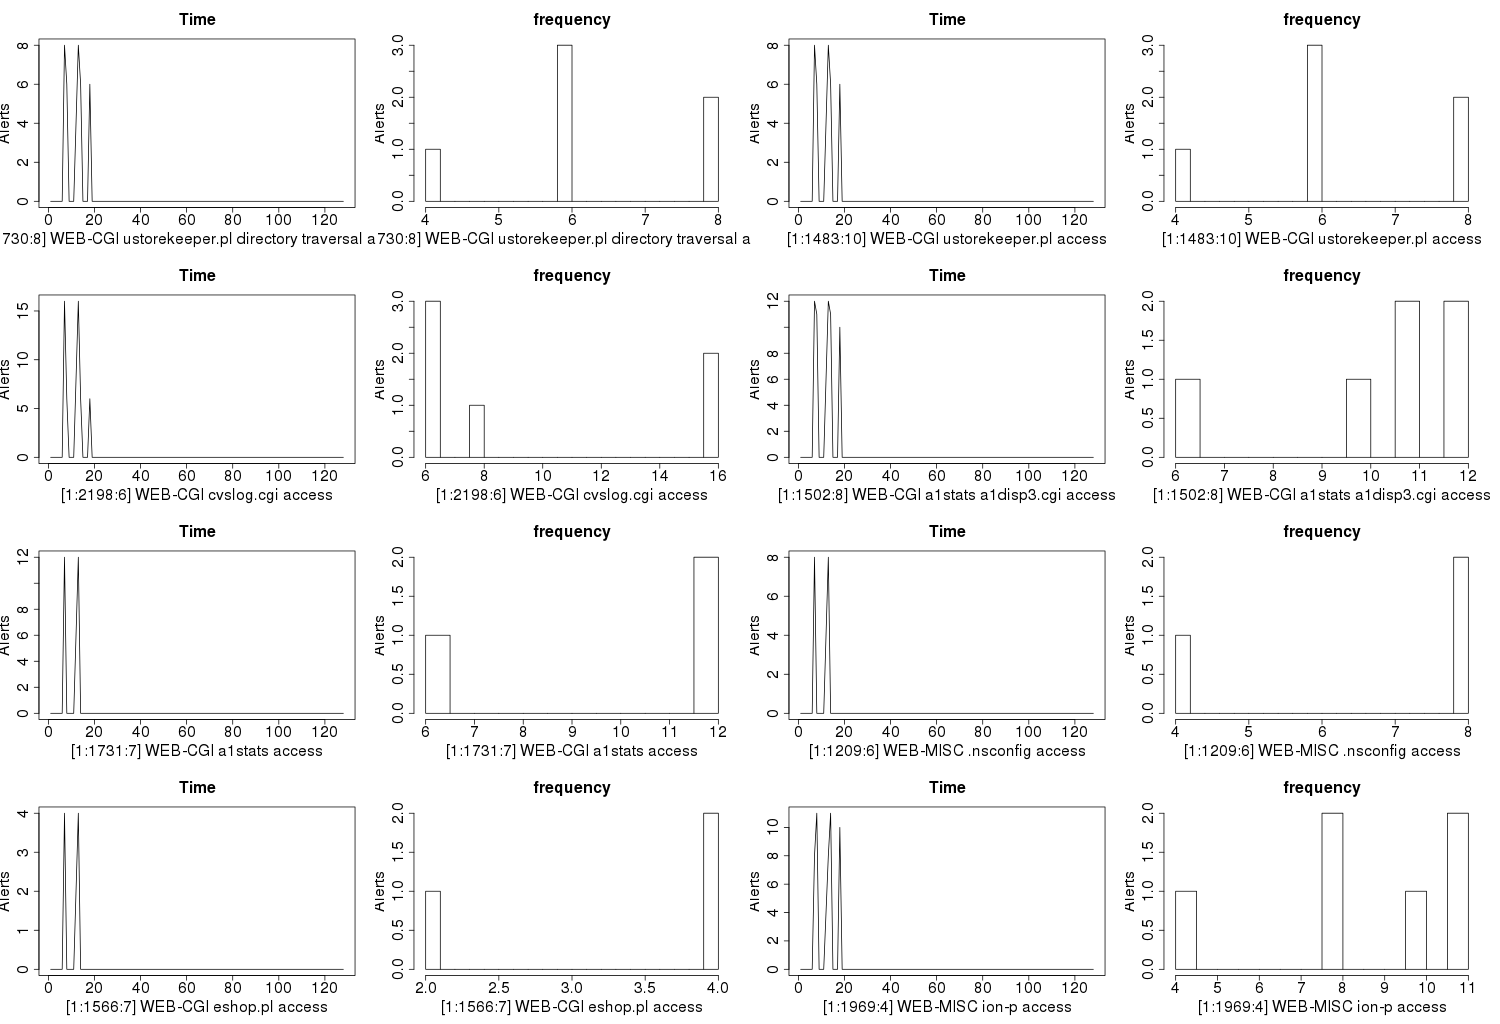 Time frequency Time frequency
Alerts 0 2 4 6 8 Alerts 0.0 1.0 2.0 3.0 Alerts 0 2 4 6 8 Alerts 0.0 1.0 2.0 3.0
0 20 40 60 80 100 120 4 5 6 7 8 0 20 40 60 80 100 120 4 5 6 7 8
730:8] WEB-CGI ustorekeeper.pl directory traversal a 730:8] WEB-CGI ustorekeeper.pl directory traversal a [1:1483:10] WEB-CGI ustorekeeper.pl access [1:1483:10] WEB-CGI ustorekeeper.pl access
Time frequency Time frequency
Alerts 0 5 10 15 Alerts 0.0 1.0 2.0 3.0 Alerts 0 2 4 6 8 12 Alerts 0.0 0.5 1.0 1.5 2.0
0 20 40 60 80 100 120 6 8 10 12 14 16 0 20 40 60 80 100 120 6 7 8 9 10 11 12
[1:2198:6] WEB-CGI cvslog.cgi access [1:2198:6] WEB-CGI cvslog.cgi access [1:1502:8] WEB-CGI a1stats a1disp3.cgi access [1:1502:8] WEB-CGI a1stats a1disp3.cgi access
Time frequency Time frequency
Alerts 0 2 4 6 8 12 Alerts 0.0 0.5 1.0 1.5 2.0 Alerts 0 2 4 6 8 Alerts 0.0 0.5 1.0 1.5 2.0
0 20 40 60 80 100 120 6 7 8 9 10 11 12 0 20 40 60 80 100 120 4 5 6 7 8
[1:1731:7] WEB-CGI a1stats access [1:1731:7] WEB-CGI a1stats access [1:1209:6] WEB-MISC .nsconfig access [1:1209:6] WEB-MISC .nsconfig access
Time frequency Time frequency
Alerts 0 1 2 3 4 Alerts 0.0 0.5 1.0 1.5 2.0 Alerts 0 2 4 6 8 10 Alerts 0.0 0.5 1.0 1.5 2.0
0 20 40 60 80 100 120 2.0 2.5 3.0 3.5 4.0 0 20 40 60 80 100 120 4 5 6 7 8 9 10 11
[1:1566:7] WEB-CGI eshop.pl access [1:1566:7] WEB-CGI eshop.pl access [1:1969:4] WEB-MISC ion-p access [1:1969:4] WEB-MISC ion-p access